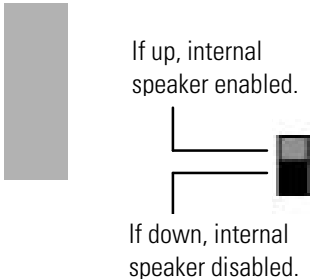 If up, internal
speaker enabled.
If down, internal
speaker disabled.